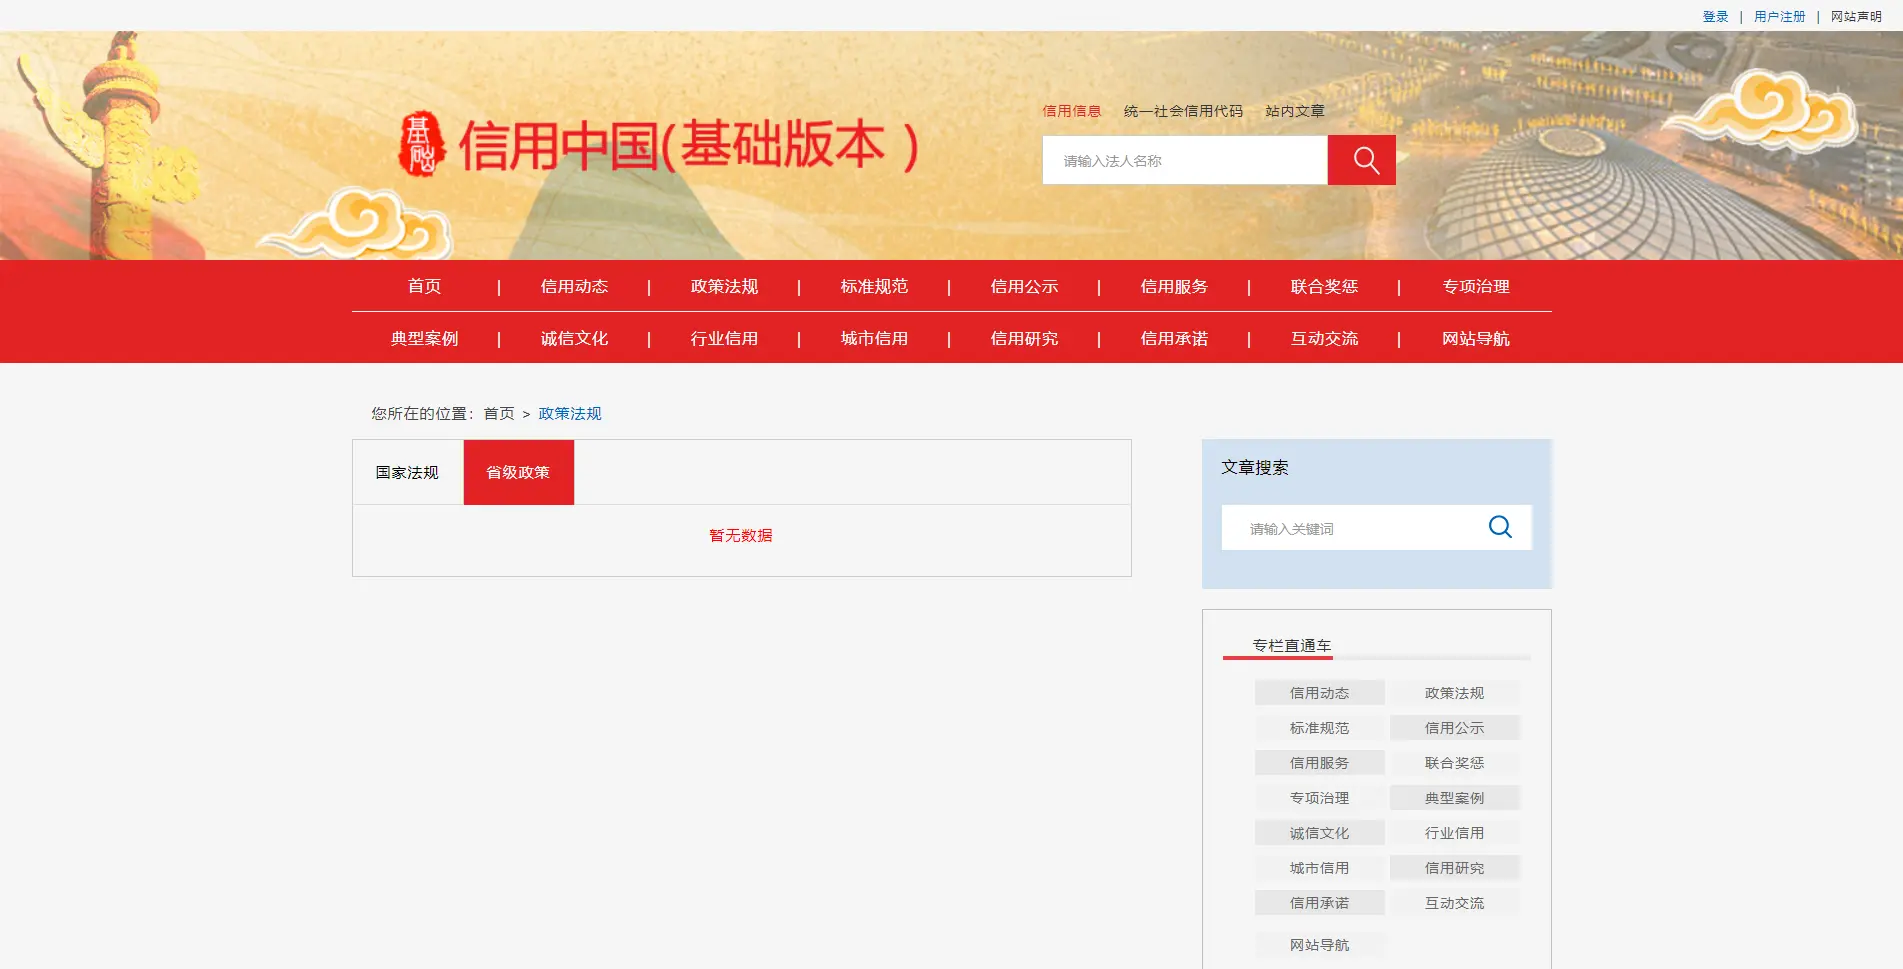 登录 | 用户注册 | 网站声明
基础
信用中国(基础版本)
信用信息 统一社会信用代码 站内文章
请输入法人名称
首页 | 信用动态 | 政策法规 | 标准规范 | 信用公示 | 信用服务 | 联合奖惩 | 专项治理
典型案例 | 诚信文化 | 行业信用 | 城市信用 | 信用研究 | 信用承诺 | 互动交流 | 网站导航
您所在的位置：首页 > 政策法规
国家法规 省级政策
暂无数据
文章搜索
请输入关键词
专栏直通车
信用动态 政策法规
标准规范 信用公示
信用服务 联合奖惩
专项治理 典型案例
诚信文化 行业信用
城市信用 信用研究
信用承诺 互动交流
网站导航